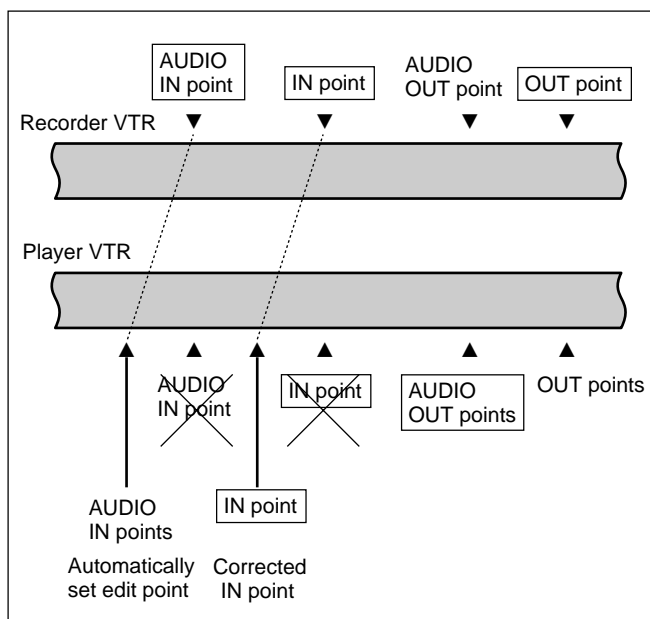 AUDIO
IN point
IN point
AUDIO
OUT point
OUT point
Recorder VTR
Player VTR
AUDIO
IN point
IN point
AUDIO
OUT points
OUT points
AUDIO
IN points
IN point
Automatically
set edit point
Corrected
IN point